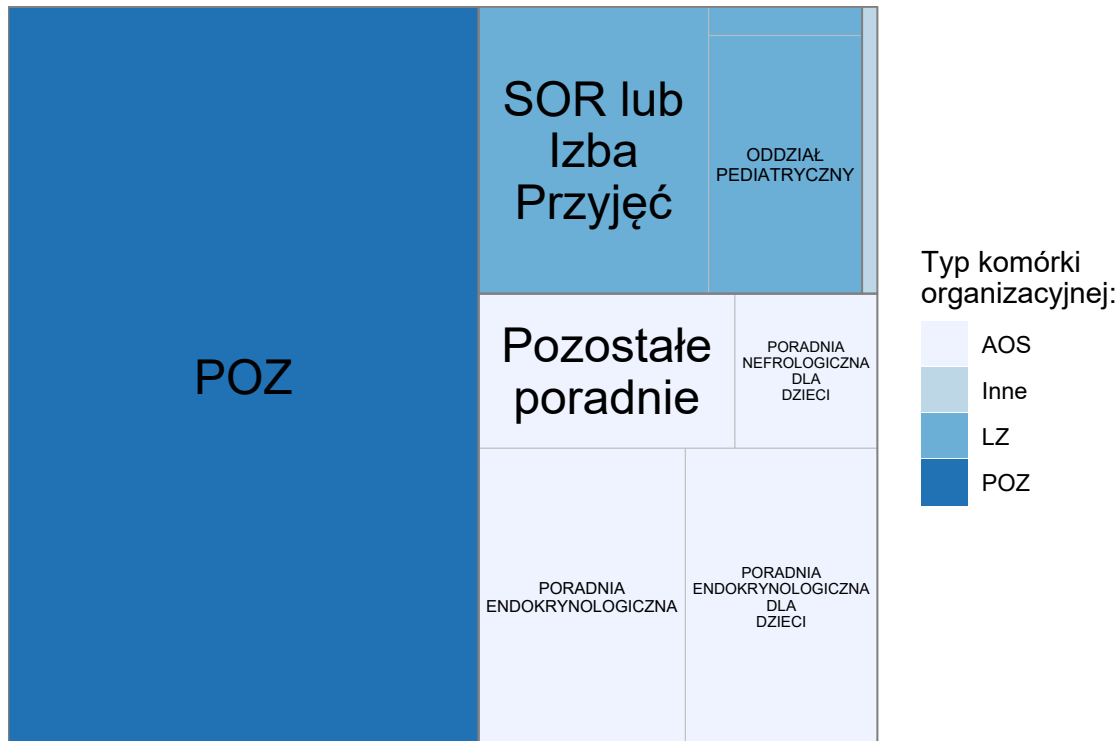 POZ
SOR lub
Izba
Przyjęć
ODDZIAŁ
PEDIATRYCZNY
Pozostałe
poradnie
PORADNIA
NEFROLOGICZNA
DLA
DZIECI
PORADNIA
ENDOKRYNOLOGICZNA
PORADNIA
ENDOKRYNOLOGICZNA
DLA
DZIECI
Typ komórki
organizacyjnej:
AOS
Inne
LZ
POZ